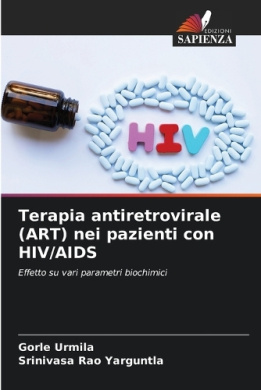 EDIZIONI
SAPIENZA
HIV
Terapia antiretrovirale
(ART) nei pazienti con
HIV/AIDS
Effetto su vari parametri biochimici
Gorle Urmila
Srinivasa Rao Yarguntla